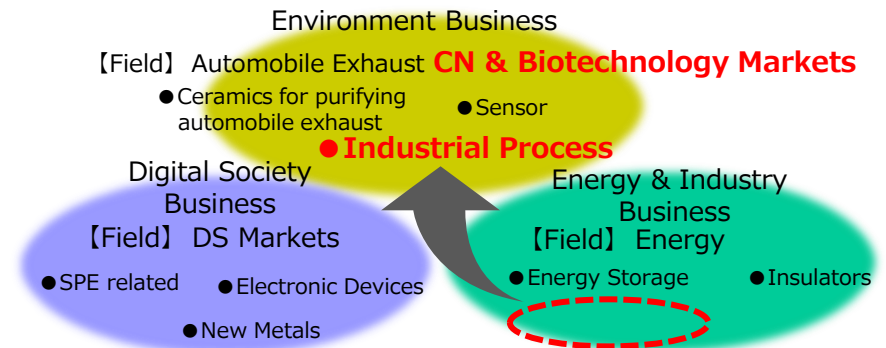 Environment Business
【Field】 Automobile Exhaust CN & Biotechnology Markets
●Ceramics for purifying
automobile exhaust
●Sensor
●Industrial Process
Digital Society
Business
【Field】 DS Markets
●SPE related
●Electronic Devices
●New Metals
Energy & Industry
Business
【Field】 Energy
●Energy Storage
●Insulators